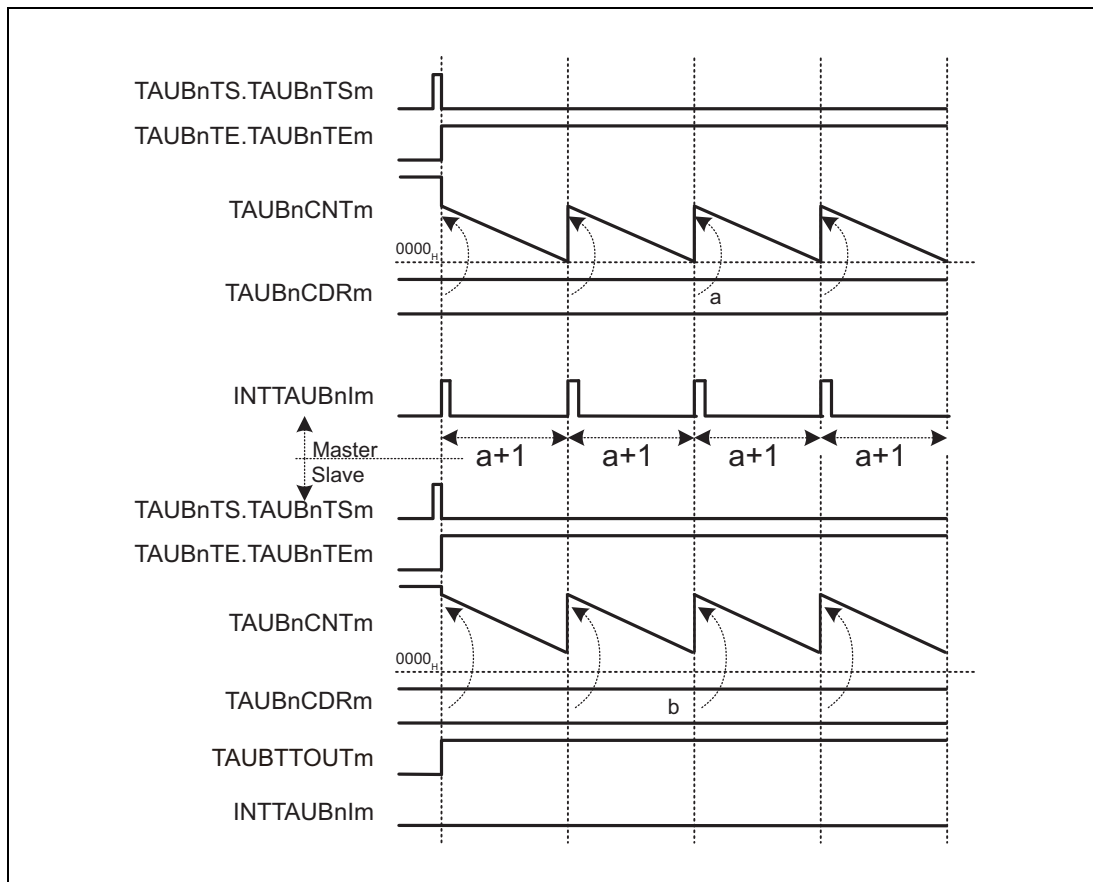 TAUBnTS.TAUBnTSm
TAUBnTE.TAUBnTEm
TAUBnCNTm
0000H
TAUBnCDRm
a
INTTAUBnIm
a+1 a+1 a+1 a+1
Master
Slave
TAUBnTS.TAUBnTSm
TAUBnTE.TAUBnTEm
TAUBnCNTm
0000H
TAUBnCDRm
b
TAUBTTOUTm
INTTAUBnIm